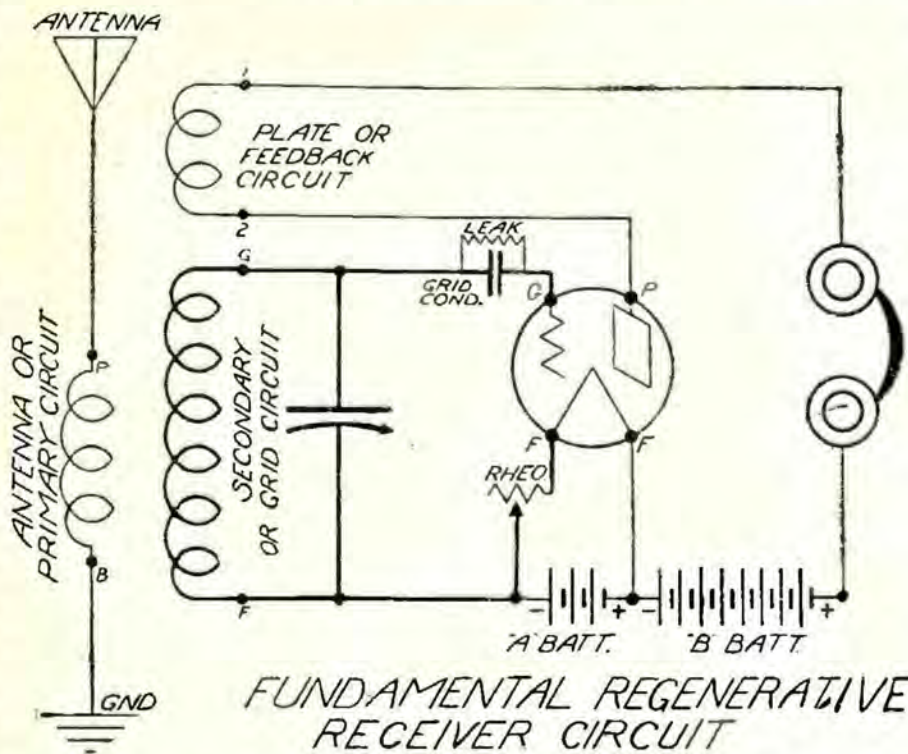 ANTENNA
1
PLATE OR
FEEDBACK
CIRCUIT
2
LEAK
G
GRID
COND.
G
P
P
ANTENNA OR
PRIMARY CIRCUIT
SECONDARY
OR GRID CIRCUIT
F
F
RHEO.
B
F
- + - +
"A" BATT. "B" BATT.
GND
FUNDAMENTAL REGENERATIVE
RECEIVER CIRCUIT